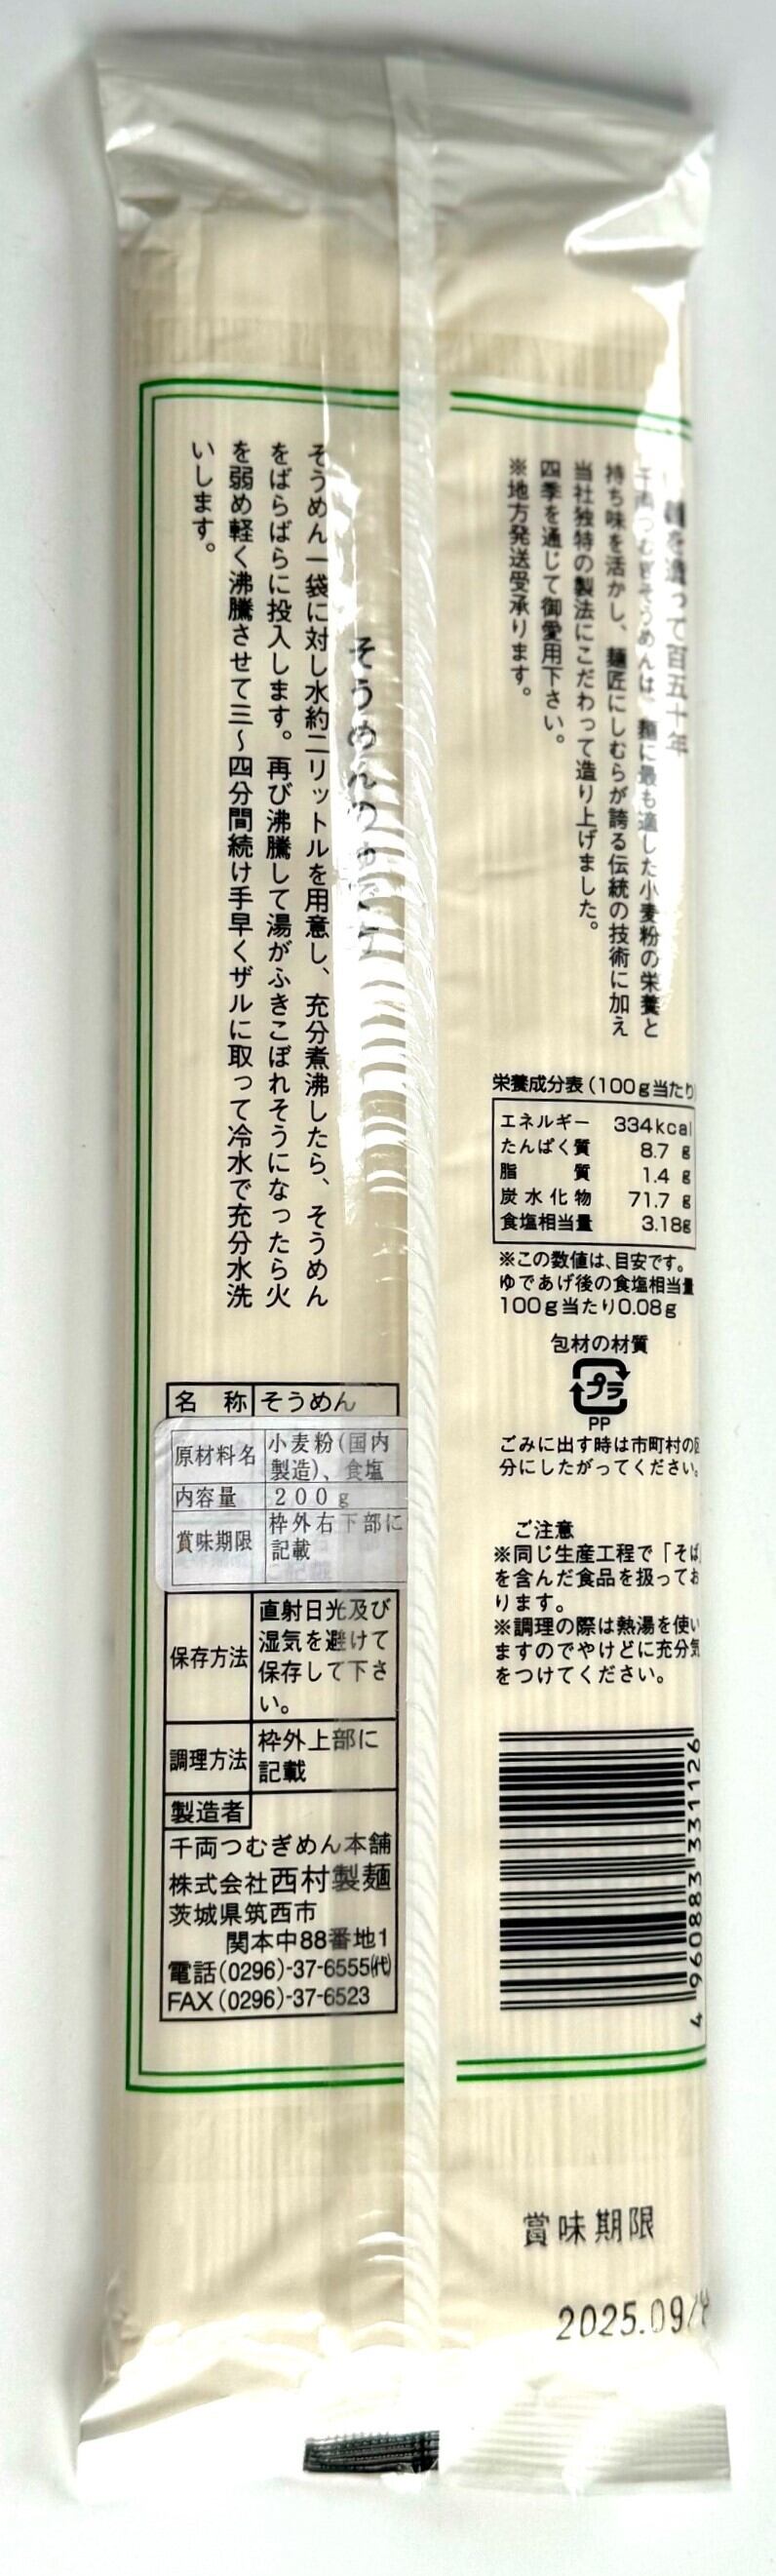 を造って百五十年
千両つむぎそうめんは、麺に最も適した小麦粉の栄養と
持ち味を活かし、麺匠にしむらが誇る伝統の技術に加え
当社独特の製法にこだわって造り上げました。
四季を通じて御愛用下さい。
※地方発送受承ります。
そうめんのゆで方
そうめん一袋に対し水約二リットルを用意し、充分煮沸したら、そうめん
をばらばらに投入します。再び沸騰して湯がふきこぼれそうになったら火
を弱め軽く沸騰させて三〜四分間続け手早くザルに取って冷水で充分水洗
いします。
栄養成分表(100g当たり
エネルギー 334kcal
たんぱく質 8.7 g
脂質 1.4 g
炭水化物 71.7 g
食塩相当量 3.18g
※この数値は、目安です。
ゆであげ後の食塩相当量
100g当たり0.08g
包材の材質
プラ
PP
ごみに出す時は市町村の区
分にしたがってください。
ご注意
※同じ生産工程で「そば」
を含んだ食品を扱ってお
ります。
※調理の際は熱湯を使い
ますのでやけどに充分気
をつけてください。
4 960883 331126
名称 そうめん
原材料名 小麦粉(国内
製造)、食塩
内容量 200g
賞味期限 枠外右下部に
記載
保存方法 直射日光及び
湿気を避けて
保存して下さ
い。
調理方法 枠外上部に
記載
製造者
千両つむぎめん本舗
株式会社西村製麺
茨城県筑西市
関本中88番地1
電話(0296)-37-6555㈹
FAX(0296)-37-6523
賞味期限
2025.09/